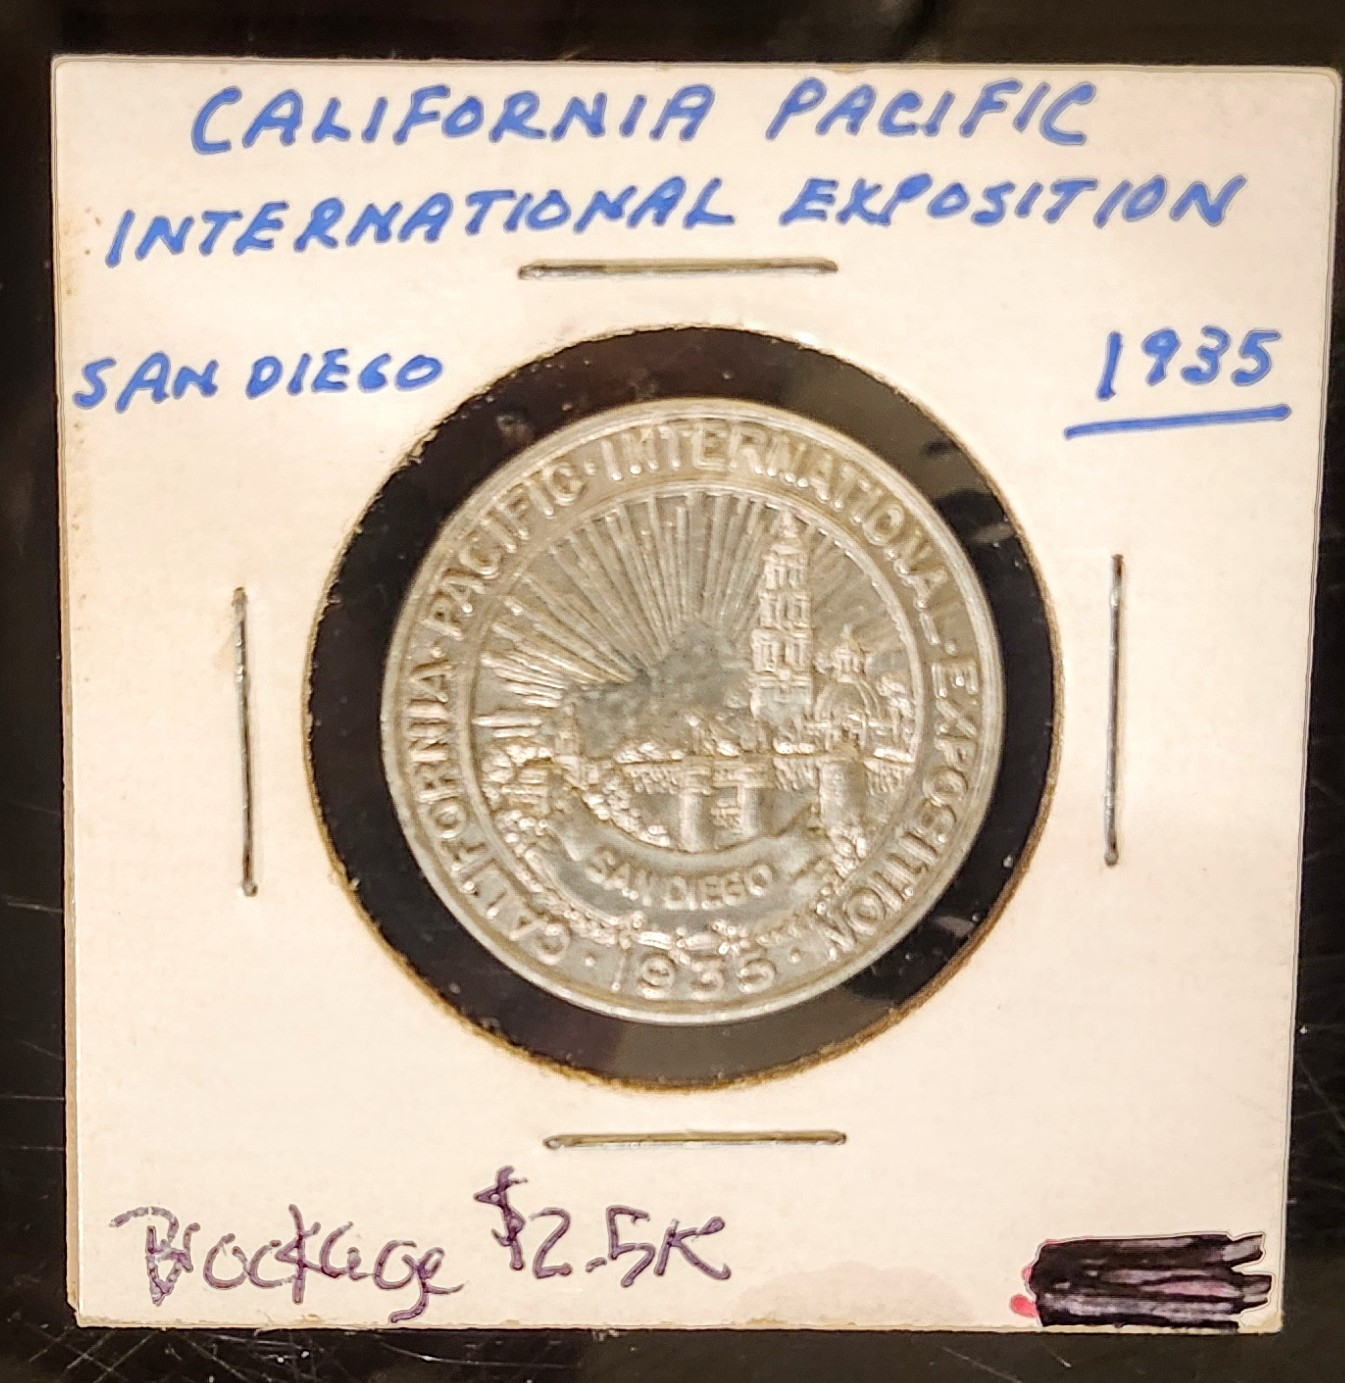 CALIFORNIA PACIFIC
INTERNATIONAL EXPOSITION
SAN DIEGO
1935
CALIFORNIA·PACIFIC·INTERNATIONAL·EXPOSITION
SAN DIEGO
·1935·
Brockage $2.5K